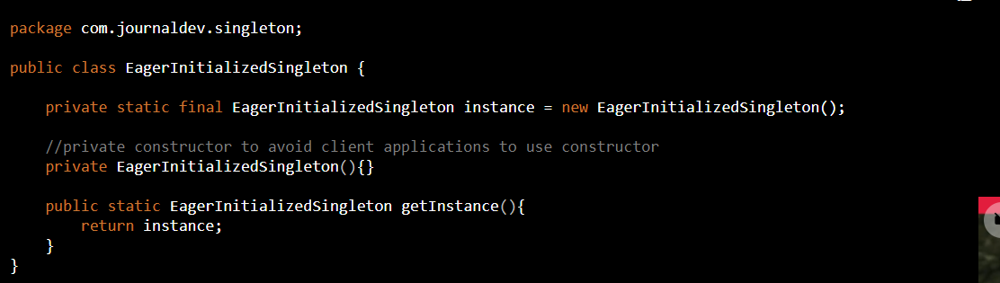 package com.journaldev.singleton;
public class EagerInitializedSingleton {
private static final EagerInitializedSingleton instance = new EagerInitializedSingleton();
//private constructor to avoid client applications to use constructor
private EagerInitializedSingleton(){}
public static EagerInitializedSingleton getInstance(){
return instance;
}
}